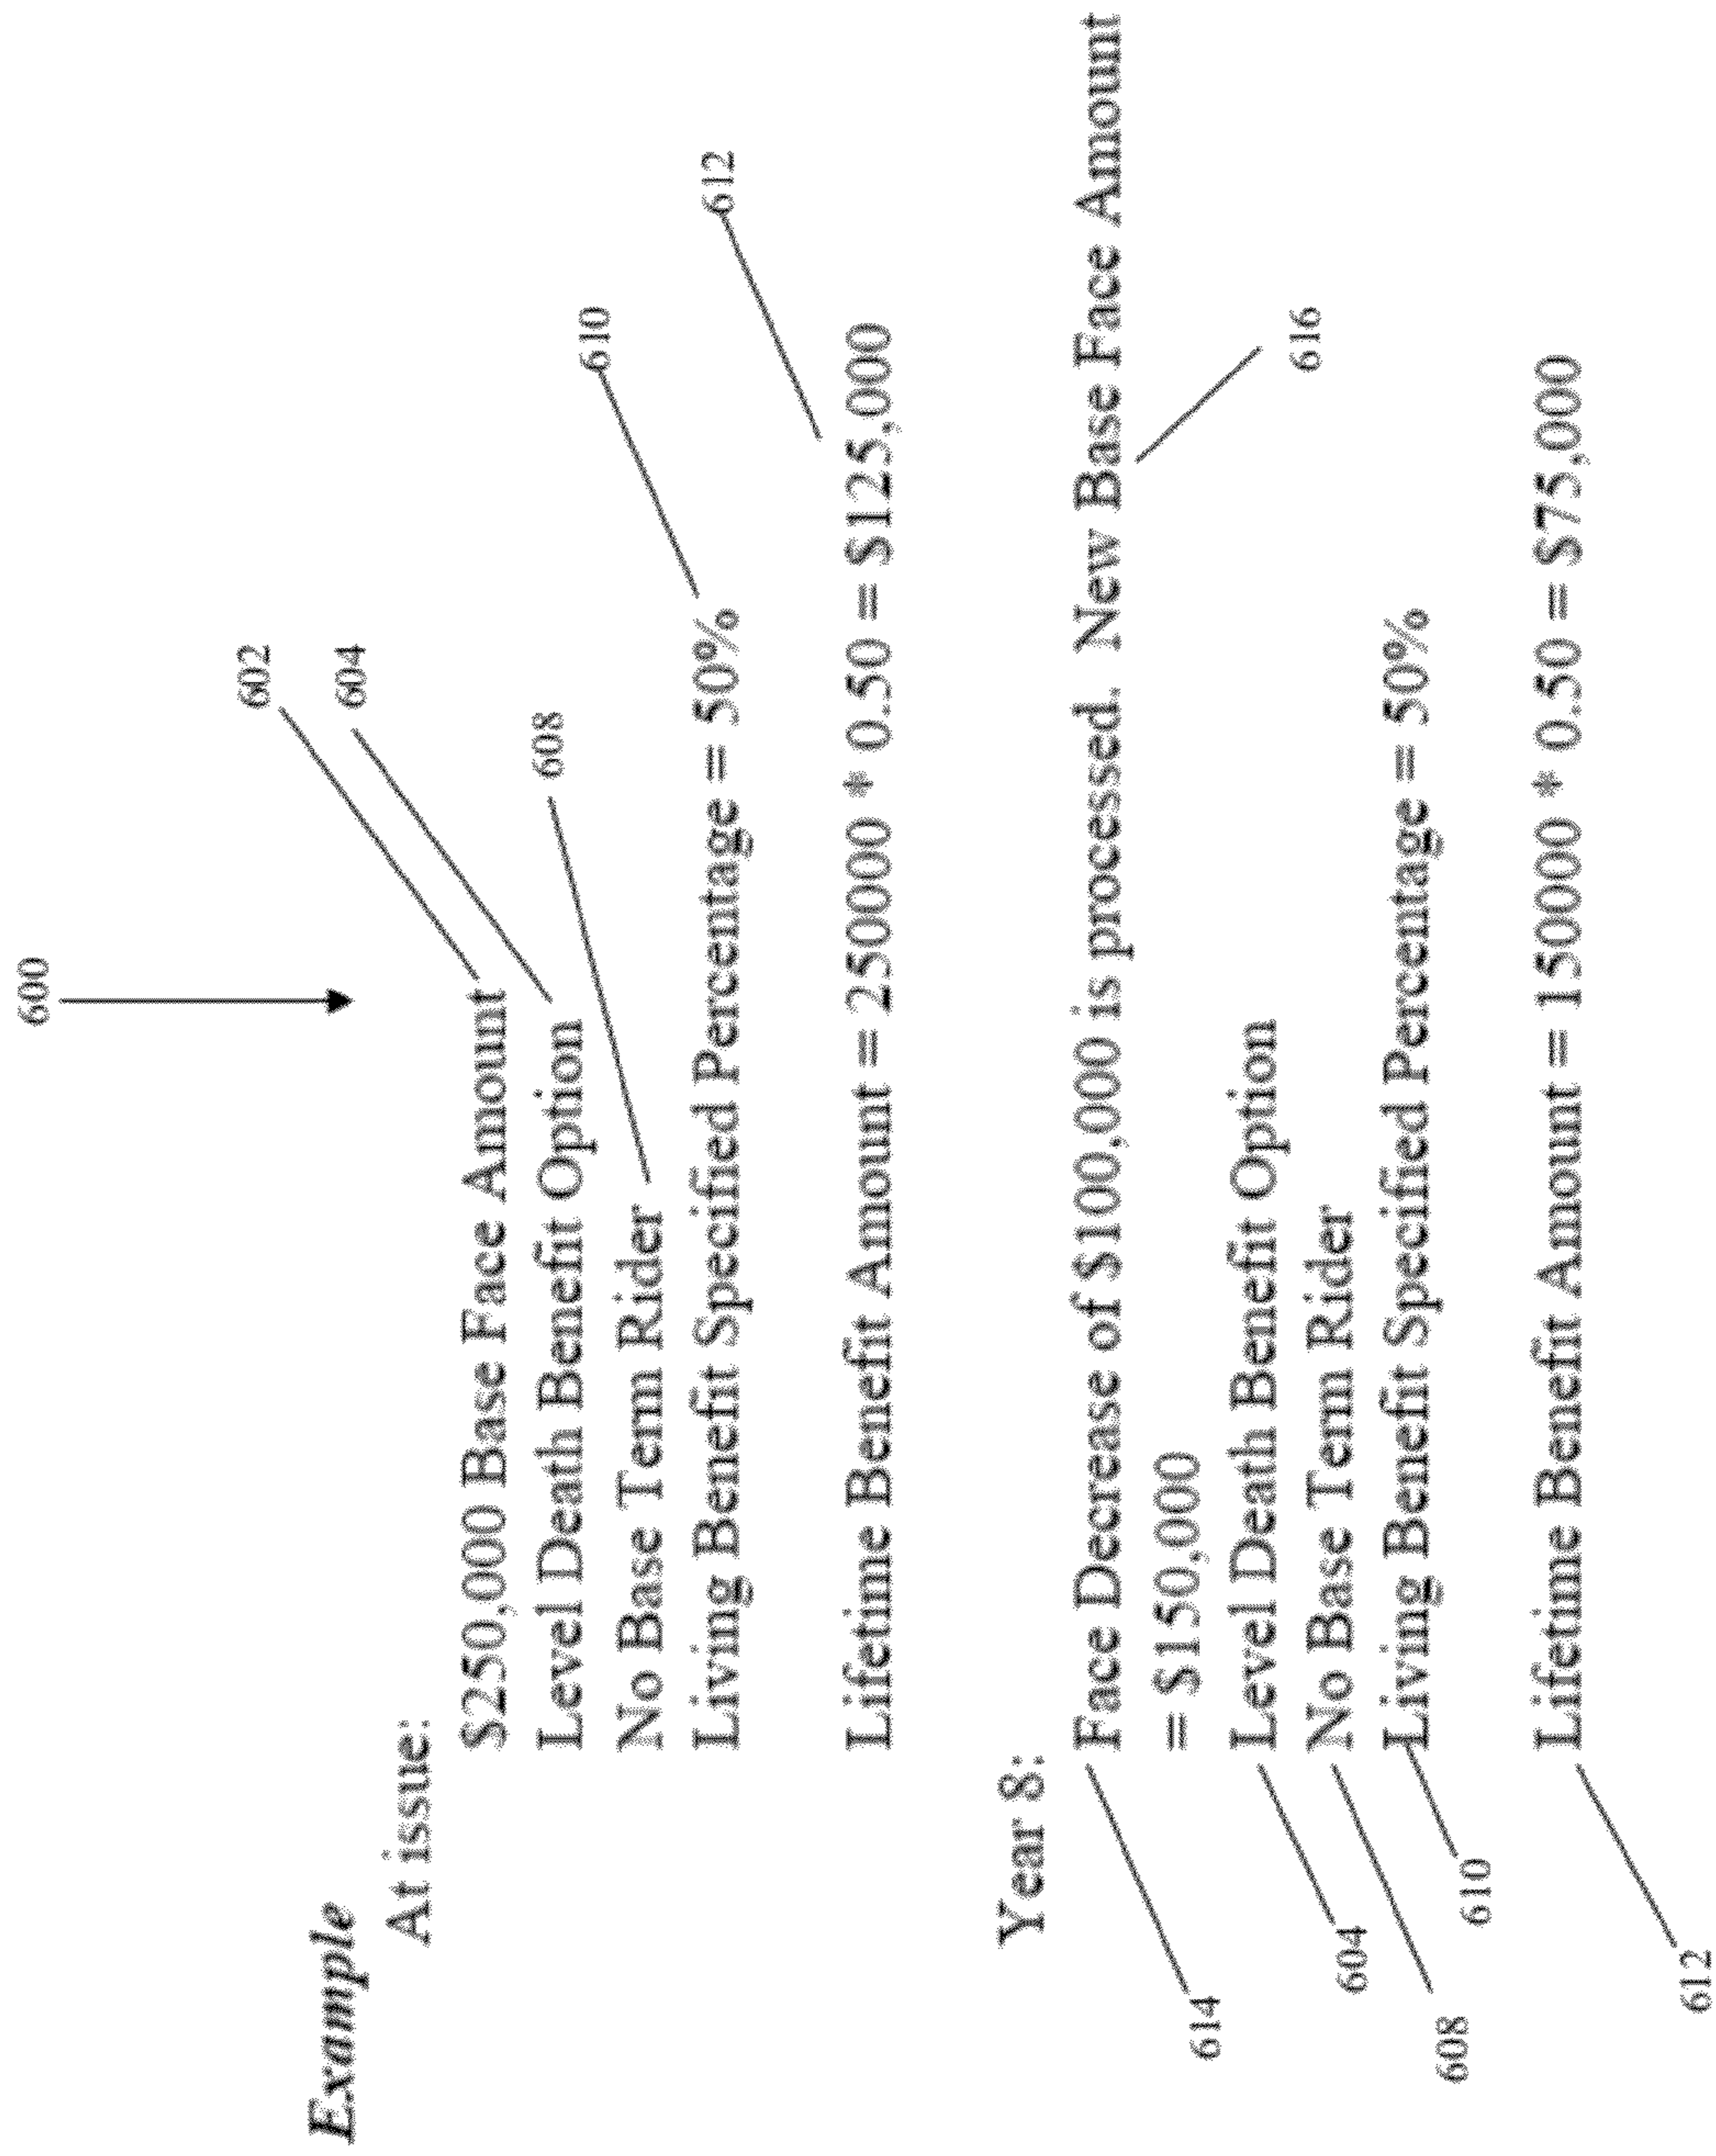 600
Example
At issue:
602
$250,000 Base Face Amount
604
Level Death Benefit Option
608
No Base Term Rider
610
Living Benefit Specified Percentage = 50%
612
Lifetime Benefit Amount = 250000 * 0.50 = $125,000
Year 8:
614
Face Decrease of $100,000 is processed. New Base Face Amount
= $150,000
616
604
Level Death Benefit Option
608
No Base Term Rider
610
Living Benefit Specified Percentage = 50%
612
Lifetime Benefit Amount = 150000 * 0.50 = $75,000